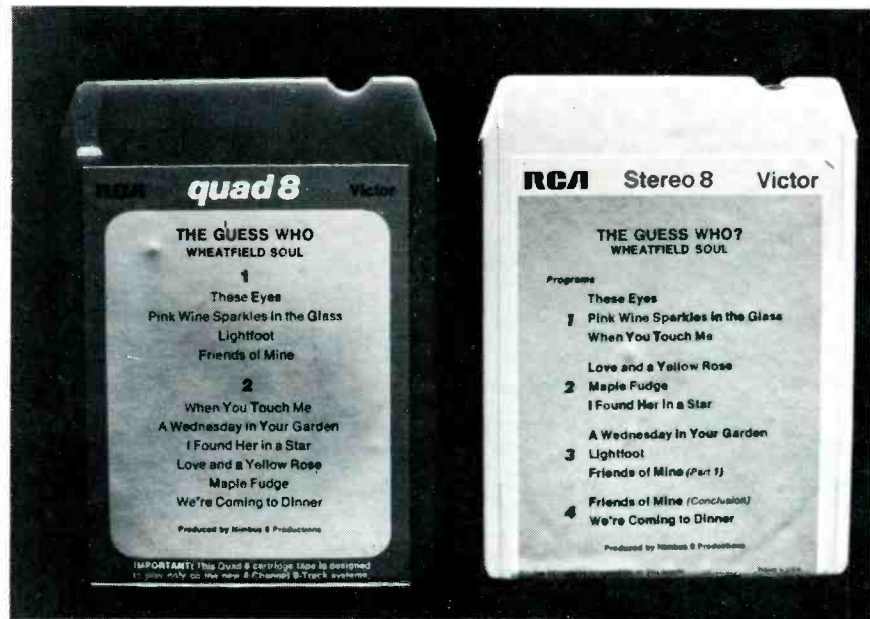 RCA quad 8 Victor
THE GUESS WHO
WHEATFIELD SOUL
1
These Eyes
Pink Wine Sparkles in the Glass
Lightfoot
Friends of Mine
2
When You Touch Me
A Wednesday in Your Garden
I Found Her in a Star
Love and a Yellow Rose
Maple Fudge
We're Coming to Dinner
Produced by Nimbus 9 Productions
IMPORTANT: This Quad 8 cartridge tape is designed
to play only on the new 8 Channel 8-Track systems
RCA Stereo 8 Victor
THE GUESS WHO?
WHEATFIELD SOUL
Programs
These Eyes
1 Pink Wine Sparkles in the Glass
When You Touch Me
Love and a Yellow Rose
2 Maple Fudge
I Found Her in a Star
A Wednesday in Your Garden
3 Lightfoot
Friends of Mine (Part 1)
4 Friends of Mine (Conclusion)
We're Coming to Dinner
Produced by Nimbus 9 Productions